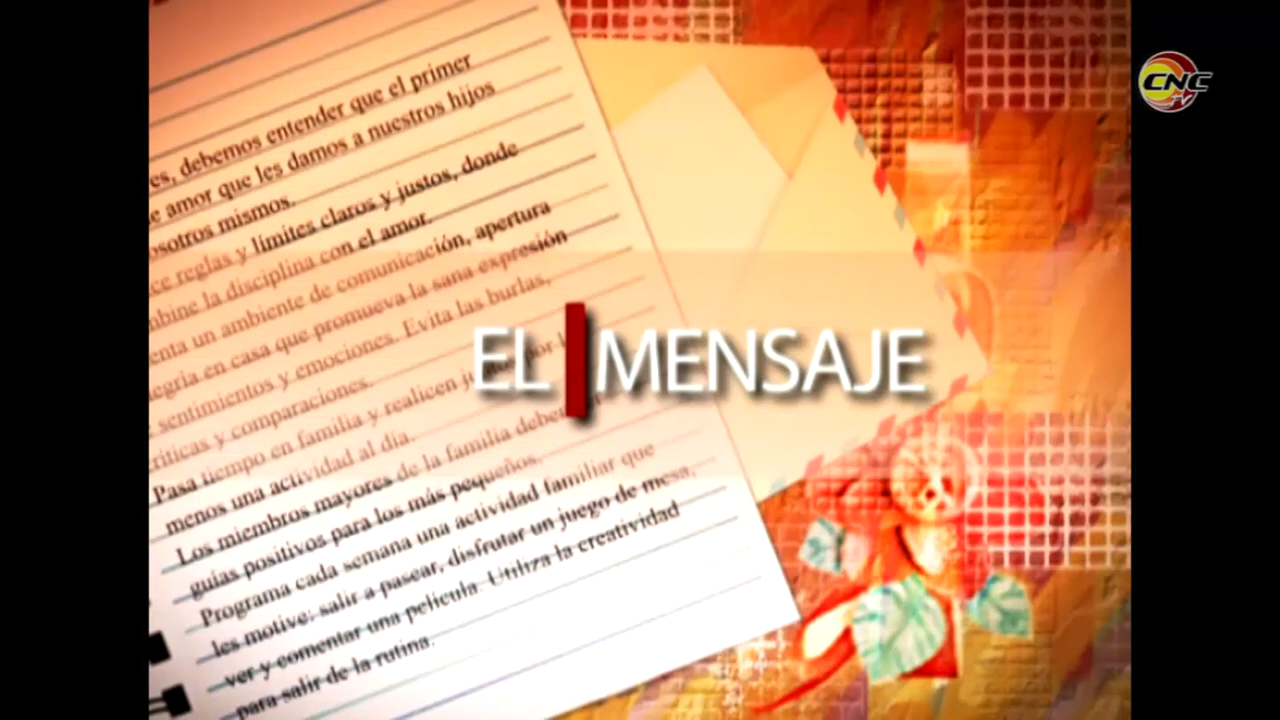 es, debemos entender que el primer
e amor que les damos a nuestros hijos
osotros mismos.
ce reglas y límites claros y justos, donde
mbine la disciplina con el amor.
enta un ambiente de comunicación, apertura
legria en casa que promueva la sana expresión
sentimientos y emociones. Evita las burlas,
críticas y comparaciones.
Pasa tiempo en familia y realicen por
menos una actividad al día.
Los miembros mayores de la familia deben
guías positivos para los más pequeños.
Programa cada semana una actividad familiar que
les motive: salir a pasear, disfrutar un juego de mesa,
ver y comentar una película. Utiliza la creatividad
para salir de la rutina.
EL MENSAJE
CNC
TV